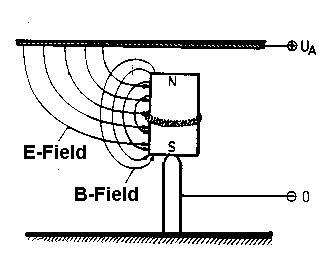 ⊕ U_A
N
S
E-Field
B-Field
⊖ 0